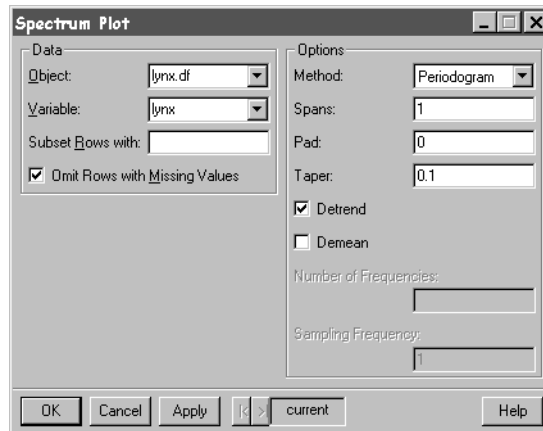 Spectrum Plot
Data
Object: lynx.df
Variable: lynx
Subset Rows with:
Omit Rows with Missing Values
Options
Method: Periodogram
Spans: 1
Pad: 0
Taper: 0.1
Detrend
Demean
Number of Frequencies:
Sampling Frequency:
1
OK Cancel Apply |< >| current Help